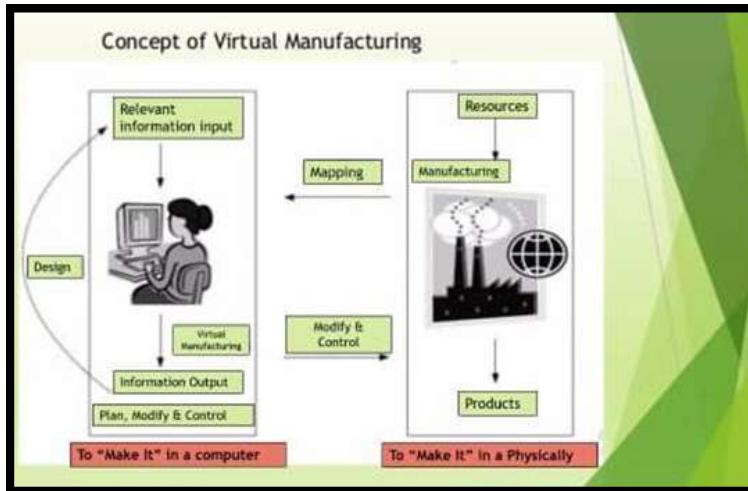 Concept of Virtual Manufacturing
Relevant
information input
Design
Virtual
Manufacturing
Information Output
Plan, Modify & Control
To “Make It” in a computer
Mapping
Modify &
Control
Resources
Manufacturing
Products
To “Make It” in a Physically